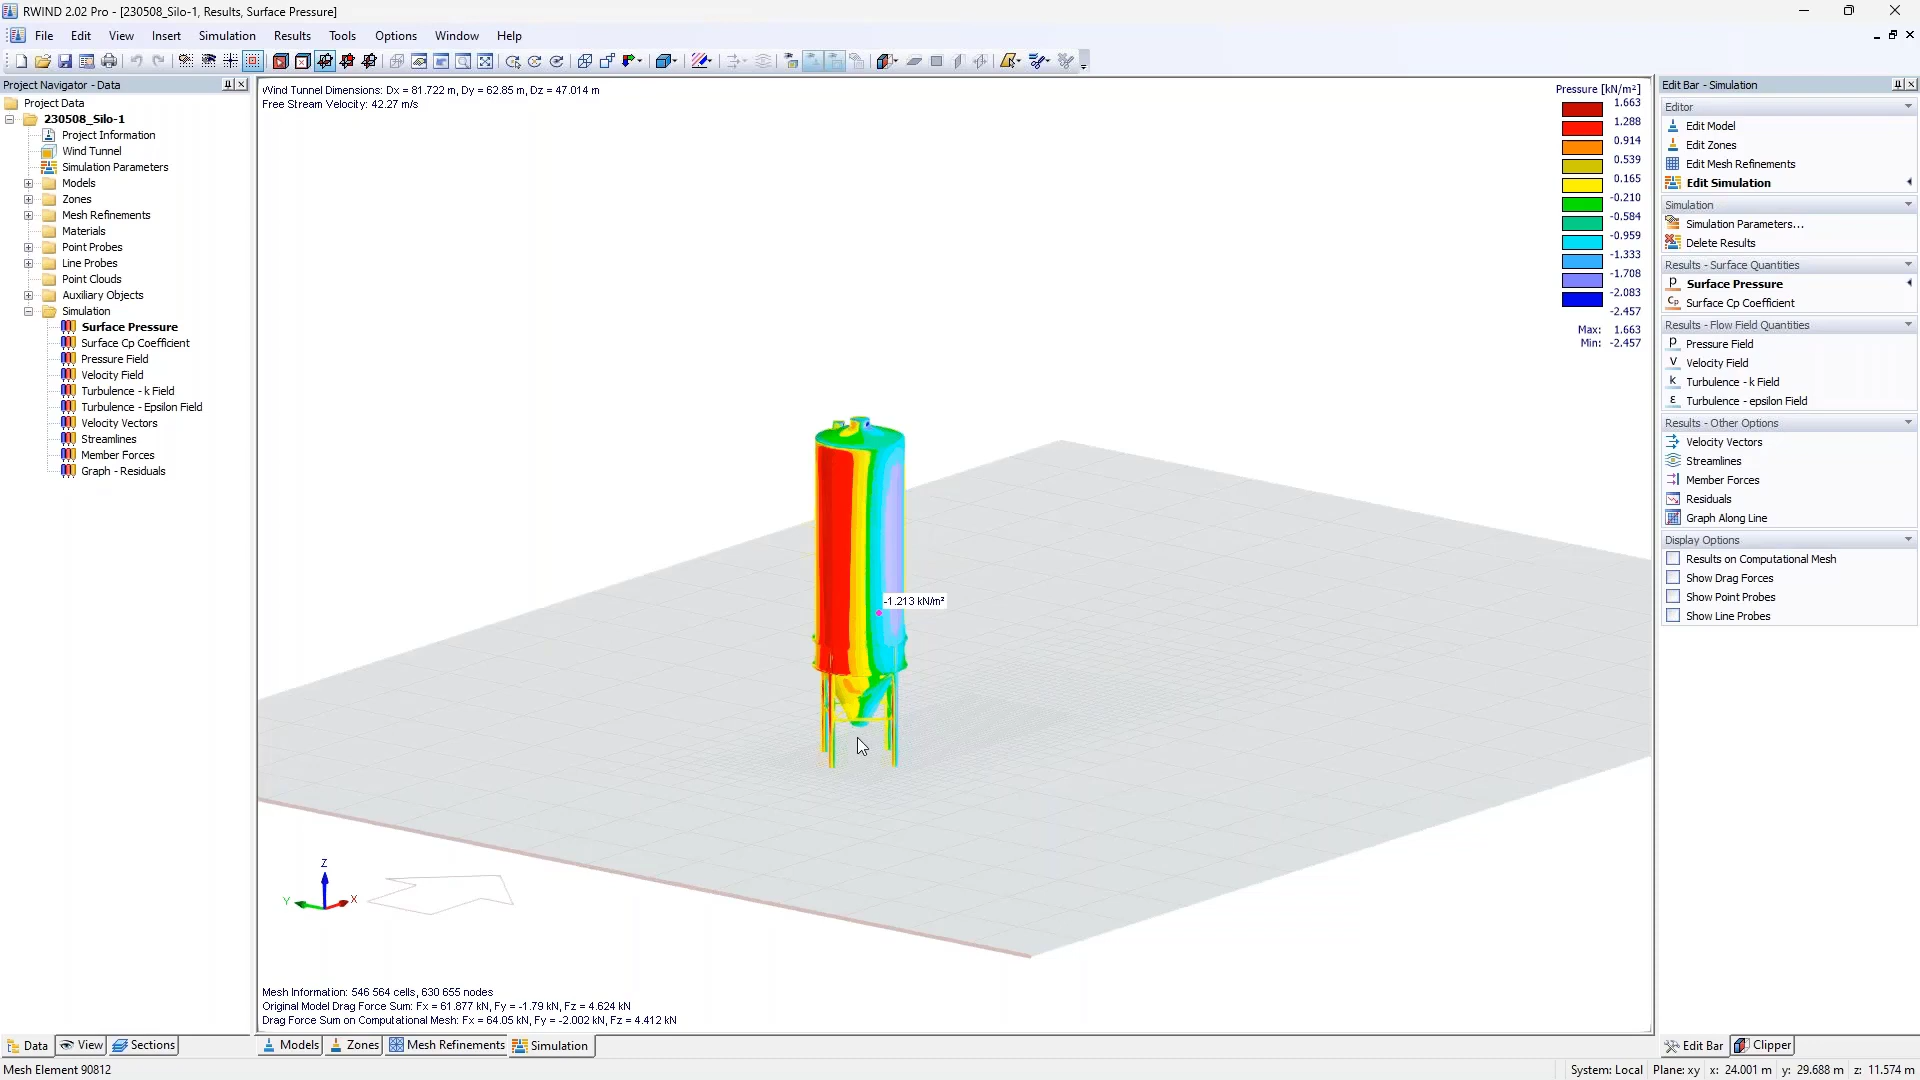 RWIND 2.02 Pro - [230508_Silo-1, Results, Surface Pressure]
File Edit View Insert Simulation Results Tools Options Window Help
Project Navigator - Data
Project Data
230508_Silo-1
Project Information
Wind Tunnel
Simulation Parameters
Models
Zones
Mesh Refinements
Materials
Point Probes
Line Probes
Point Clouds
Auxiliary Objects
Simulation
Surface Pressure
Surface Cp Coefficient
Pressure Field
Velocity Field
Turbulence - k Field
Turbulence - Epsilon Field
Velocity Vectors
Streamlines
Member Forces
Graph - Residuals
Data View Sections
Wind Tunnel Dimensions: Dx = 81.722 m, Dy = 62.85 m, Dz = 47.014 m
Free Stream Velocity: 42.27 m/s
Pressure [kN/m²]
1.663
1.288
0.914
0.539
0.165
-0.210
-0.584
-0.959
-1.333
-1.708
-2.083
-2.457
Max: 1.663
Min: -2.457
-1.213 kN/m²
Z
Y X
Mesh Information: 546 564 cells, 630 655 nodes
Original Model Drag Force Sum: Fx = 61.877 kN, Fy = -1.79 kN, Fz = 4.624 kN
Drag Force Sum on Computational Mesh: Fx = 64.05 kN, Fy = -2.002 kN, Fz = 4.412 kN
Models Zones Mesh Refinements Simulation
Edit Bar - Simulation
Editor
Edit Model
Edit Zones
Edit Mesh Refinements
Edit Simulation
Simulation
Simulation Parameters...
Delete Results
Results - Surface Quantities
P Surface Pressure
Cp Surface Cp Coefficient
Results - Flow Field Quantities
P Pressure Field
V Velocity Field
K Turbulence - k Field
ε Turbulence - epsilon Field
Results - Other Options
Velocity Vectors
Streamlines
Member Forces
Residuals
Graph Along Line
Display Options
Results on Computational Mesh
Show Drag Forces
Show Point Probes
Show Line Probes
Edit Bar Clipper
Mesh Element 90812
System: Local Plane: xy x: 24.001 m y: 29.688 m z: 11.574 m